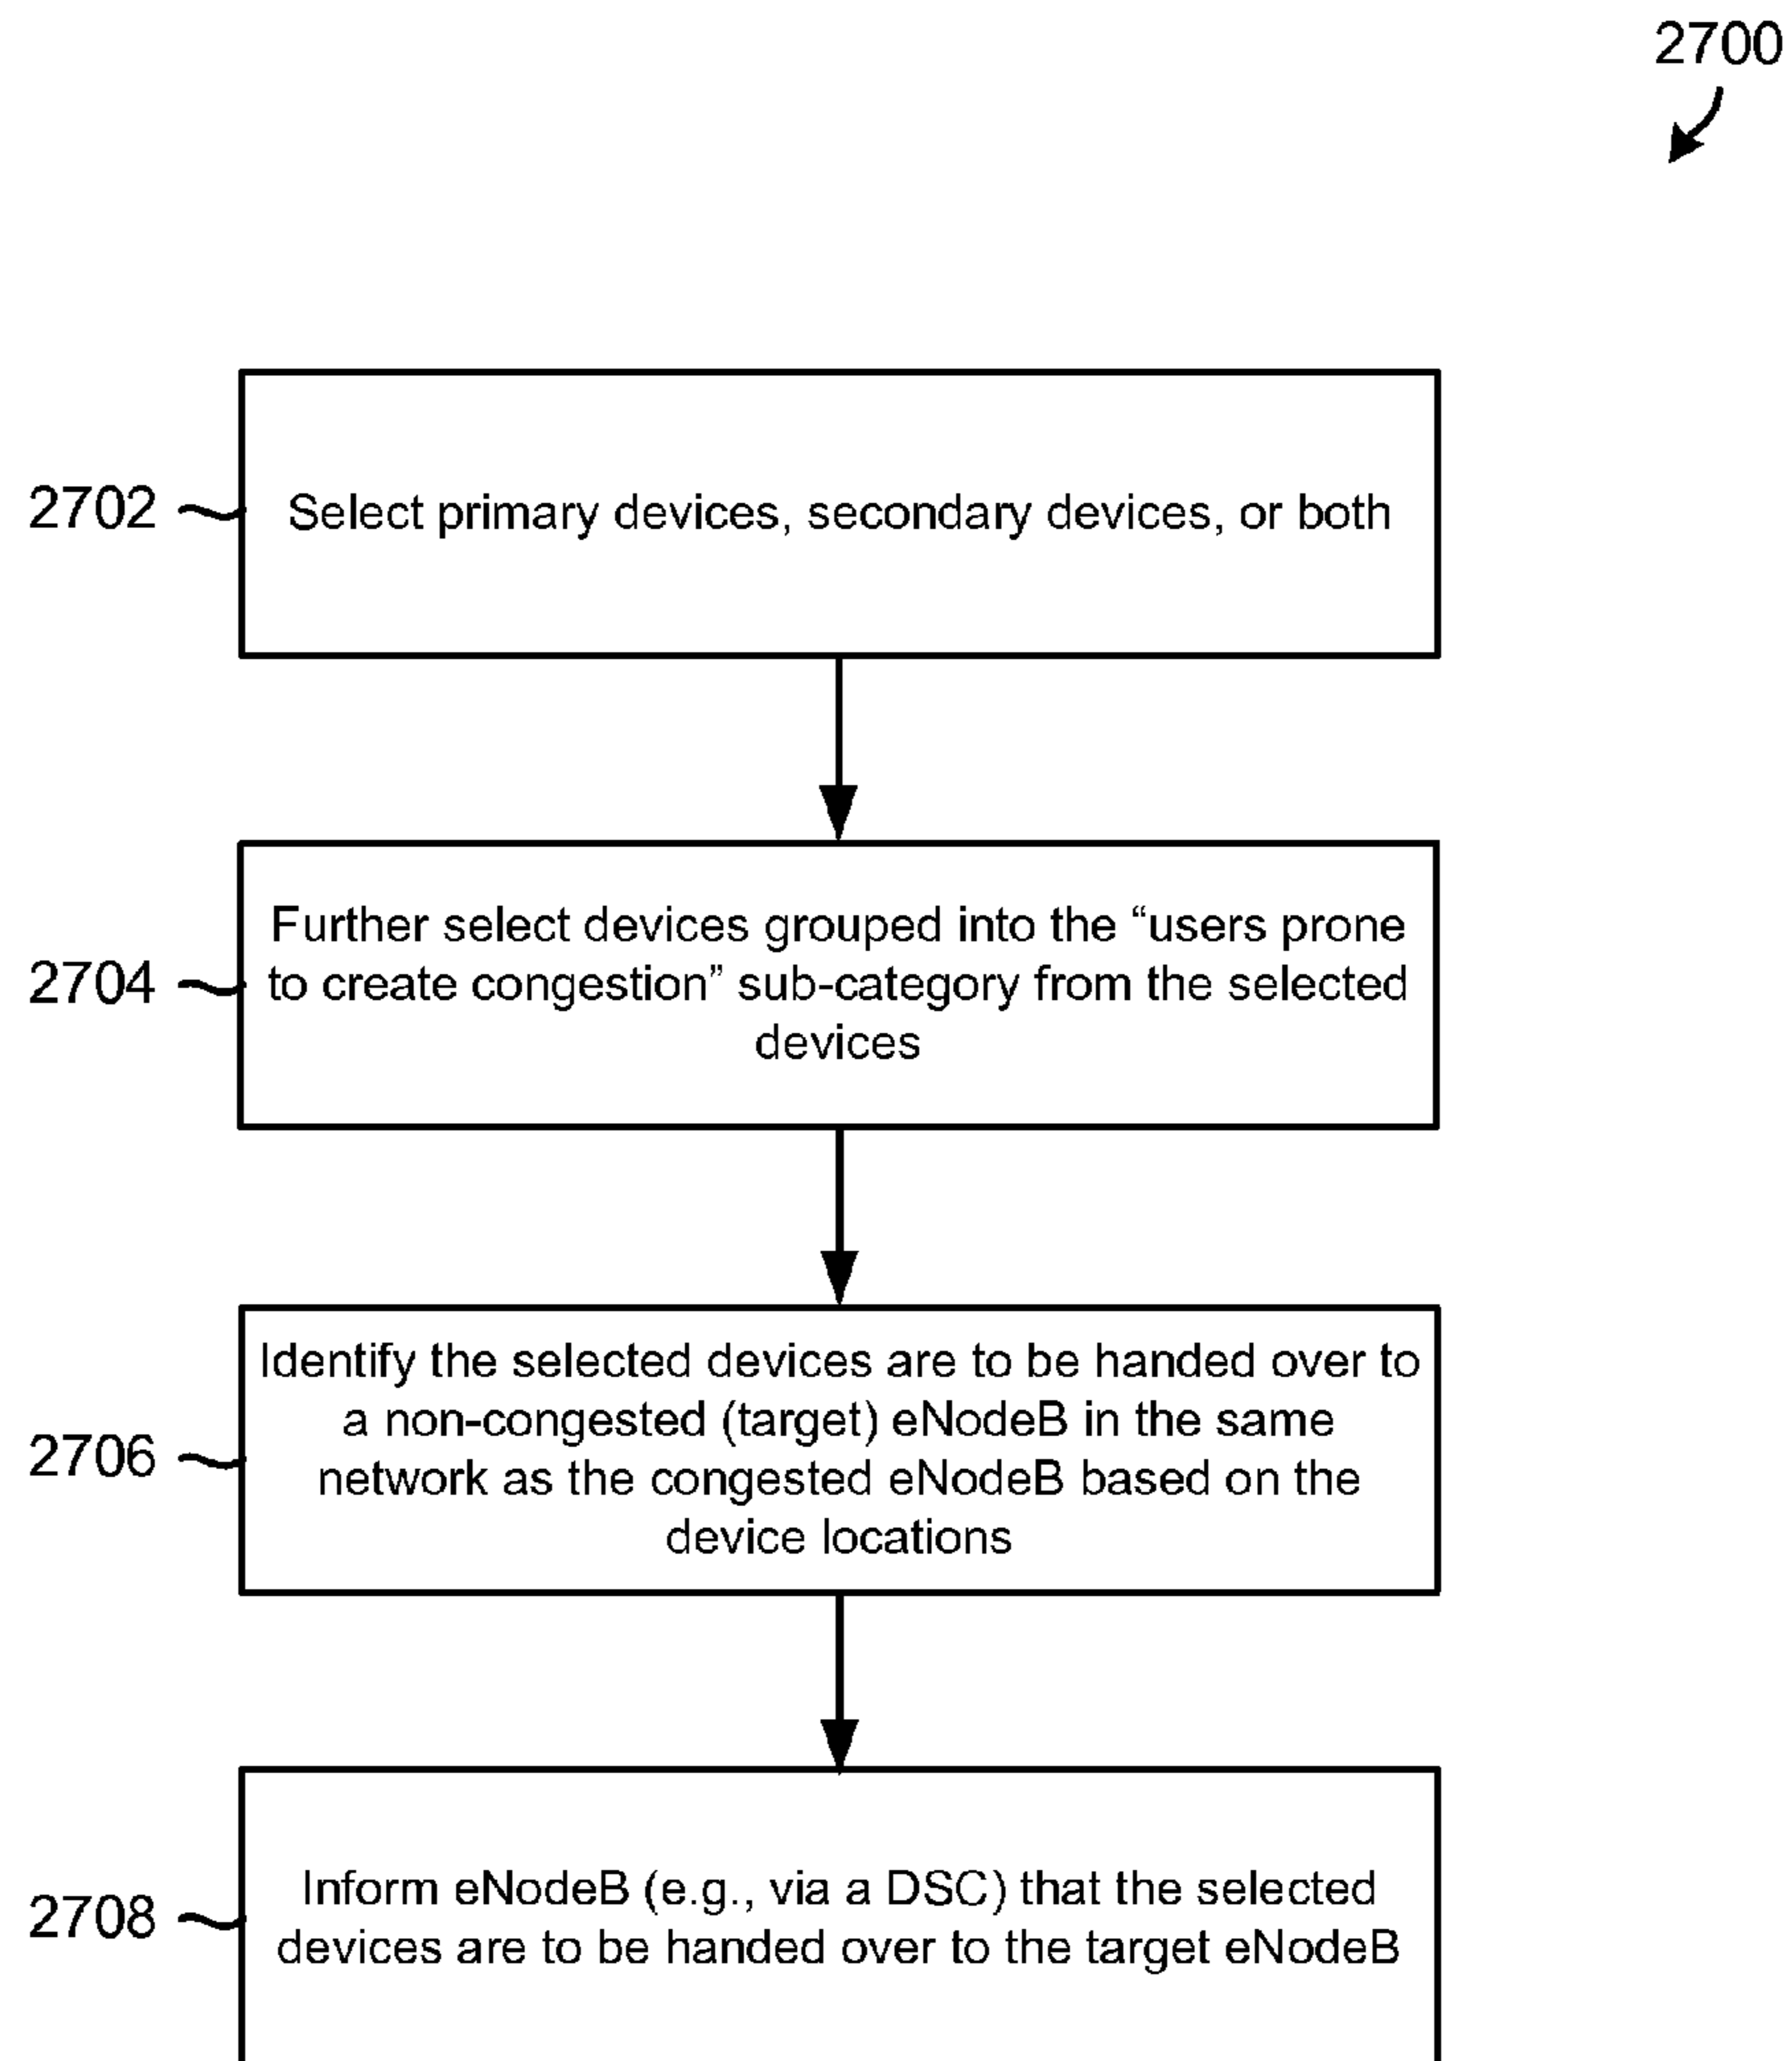 2700
2702
Select primary devices, secondary devices, or both
2704
Further select devices grouped into the “users prone
to create congestion” sub-category from the selected
devices
2706
Identify the selected devices are to be handed over to
a non-congested (target) eNodeB in the same
network as the congested eNodeB based on the
device locations
2708
Inform eNodeB (e.g., via a DSC) that the selected
devices are to be handed over to the target eNodeB